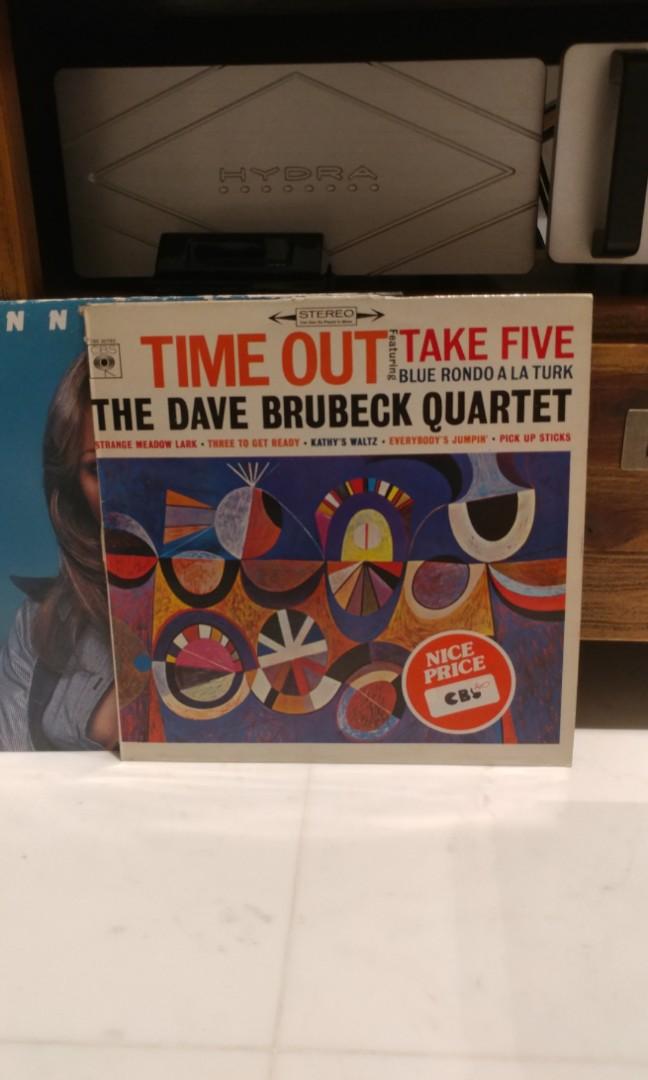 HYDRA
N N
STEREO
CBS
TIME OUT
Featuring
TAKE FIVE
BLUE RONDO A LA TURK
THE DAVE BRUBECK QUARTET
STRANGE MEADOW LARK • THREE TO GET READY • KATHY'S WALTZ • EVERYBODY'S JUMPIN' • PICK UP STICKS
NICE
PRICE
CBS